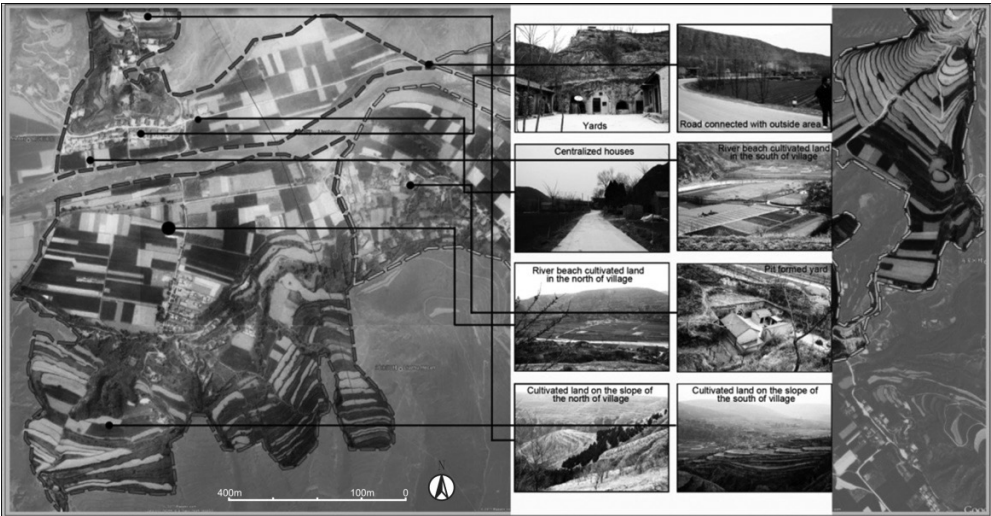 Yards
Road connected with outside area
Centralized houses
River beach cultivated land
in the south of village
River beach cultivated land
in the north of village
Pit formed yard
Cultivated land on the slope of
the north of village
Cultivated land on the slope of
the south of village
N
400m 100m 0